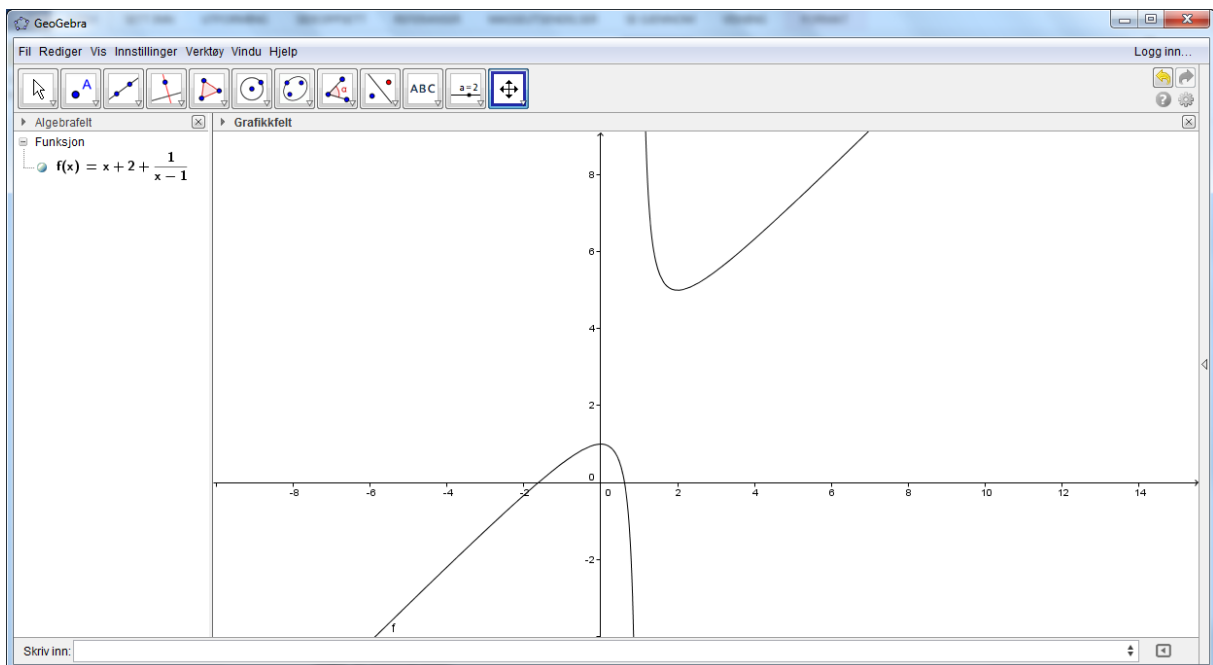 GeoGebra
Fil Rediger Vis Innstillinger Verktøy Vindu Hjelp Logg inn...
A α ABC a=2
Algebrafelt Grafikkfelt
Funksjon
f(x) = x + 2 + 1/(x − 1)
8
6
4
2
0
-8 -6 -4 -2 0 2 4 6 8 10 12 14
-2
f
Skriv inn: